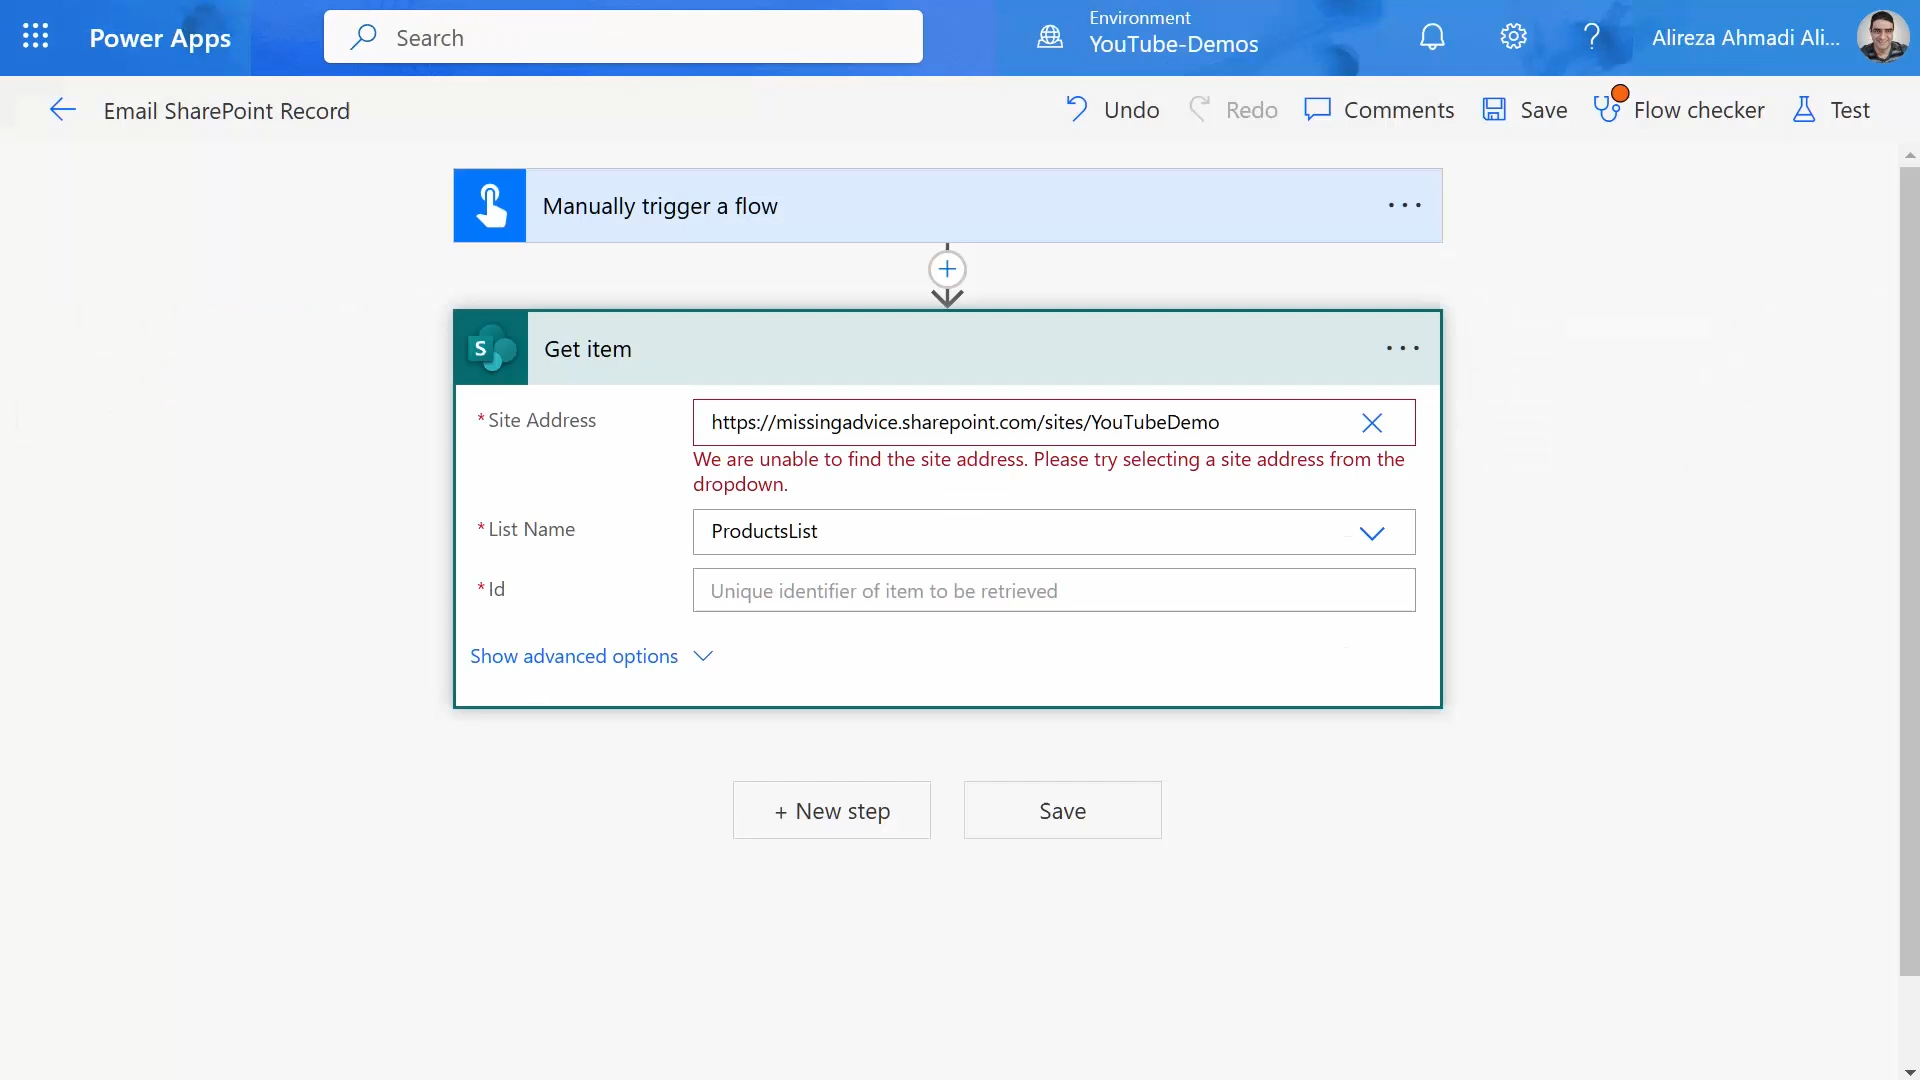 Power Apps
Search
Environment
YouTube-Demos
?
Alireza Ahmadi Ali...
Email SharePoint Record
Undo
Redo
Comments
Save
Flow checker
Test
Manually trigger a flow
S
Get item
* Site Address
https://missingadvice.sharepoint.com/sites/YouTubeDemo
We are unable to find the site address. Please try selecting a site address from the
dropdown.
* List Name
ProductsList
* Id
Unique identifier of item to be retrieved
Show advanced options
+ New step
Save